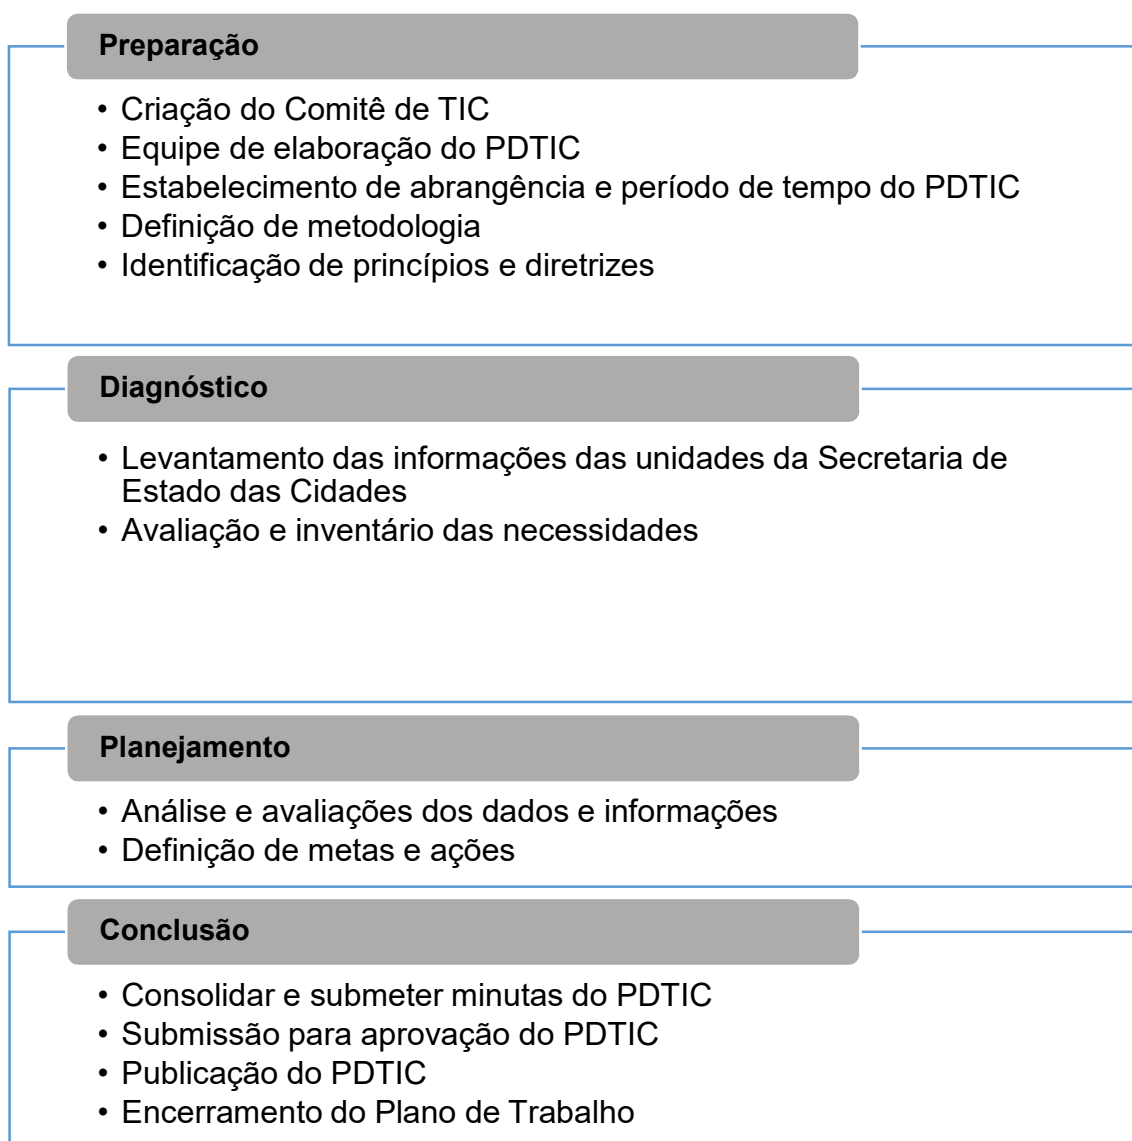 Preparação
• Criação do Comitê de TIC
• Equipe de elaboração do PDTIC
• Estabelecimento de abrangência e período de tempo do PDTIC
• Definição de metodologia
• Identificação de princípios e diretrizes
Diagnóstico
• Levantamento das informações das unidades da Secretaria de
Estado das Cidades
• Avaliação e inventário das necessidades
Planejamento
• Análise e avaliações dos dados e informações
• Definição de metas e ações
Conclusão
• Consolidar e submeter minutas do PDTIC
• Submissão para aprovação do PDTIC
• Publicação do PDTIC
• Encerramento do Plano de Trabalho